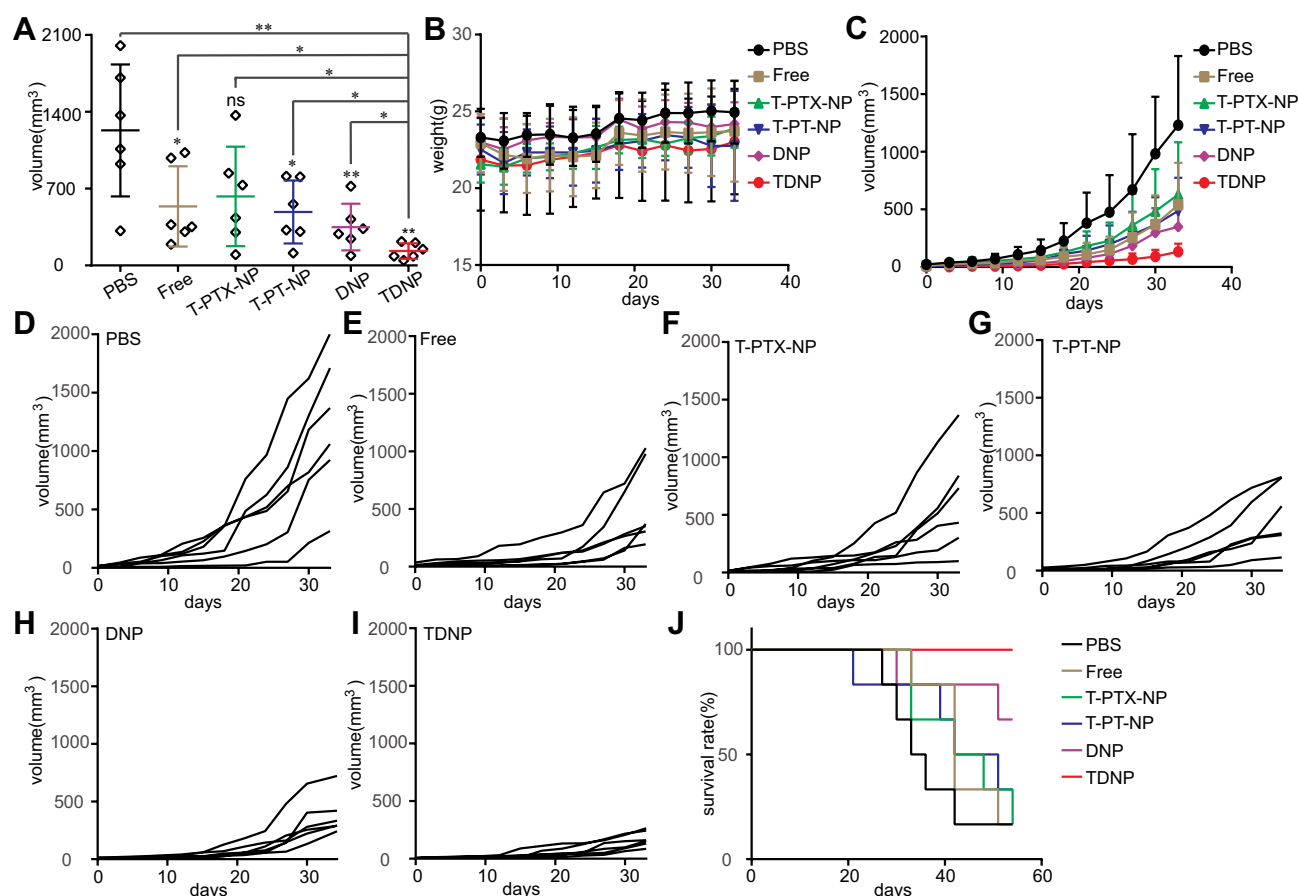 A
volume(mm³)
2100
1400
700
0
**
*
*
*
*
*
ns
*
**
**
PBS
Free
T-PTX-NP
T-PT-NP
DNP
TDNP
B
weight(g)
30
25
20
15
0
10
20
30
40
days
PBS
Free
T-PTX-NP
T-PT-NP
DNP
TDNP
C
volume(mm³)
2000
1500
1000
500
0
0
10
20
30
40
days
PBS
Free
T-PTX-NP
T-PT-NP
DNP
TDNP
D
PBS
volume(mm³)
2000
1500
1000
500
0
0
10
20
30
days
E
Free
volume(mm³)
2000
1500
1000
500
0
0
10
20
30
days
F
T-PTX-NP
volume(mm³)
2000
1500
1000
500
0
0
10
20
30
days
G
T-PT-NP
volume(mm³)
2000
1500
1000
500
0
0
10
20
30
days
H
DNP
volume(mm³)
2000
1500
1000
500
0
0
10
20
30
days
I
TDNP
volume(mm³)
2000
1500
1000
500
0
0
10
20
30
days
J
survival rate(%)
100
50
0
0
20
40
60
days
PBS
Free
T-PTX-NP
T-PT-NP
DNP
TDNP